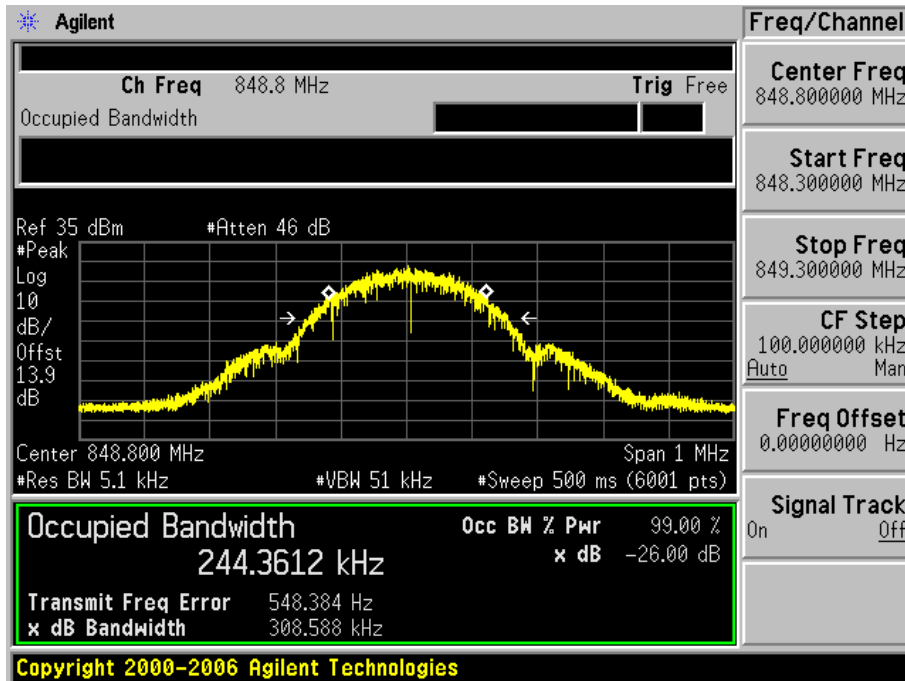 Agilent
Ch Freq 848.8 MHz Trig Free
Occupied Bandwidth
Ref 35 dBm #Atten 46 dB
#Peak
Log
10
dB/
Offst
13.9
dB
Center 848.800 MHz Span 1 MHz
#Res BW 5.1 kHz #VBW 51 kHz #Sweep 500 ms (6001 pts)
Occupied Bandwidth Occ BW % Pwr 99.00 %
244.3612 kHz x dB -26.00 dB
Transmit Freq Error 548.384 Hz
x dB Bandwidth 308.588 kHz
Copyright 2000-2006 Agilent Technologies
Freq/Channel
Center Freq
848.800000 MHz
Start Freq
848.300000 MHz
Stop Freq
849.300000 MHz
CF Step
100.000000 kHz
Auto Man
Freq Offset
0.00000000 Hz
Signal Track
On Off